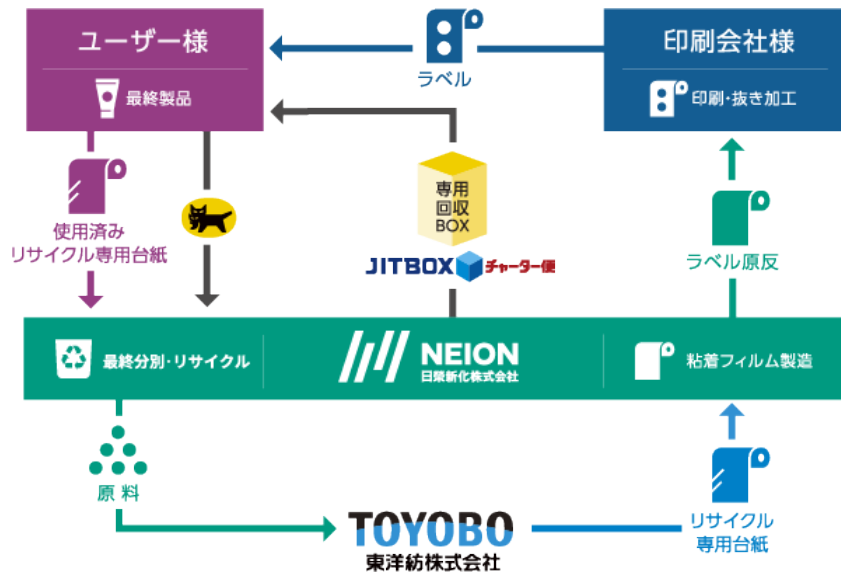 ユーザー様
最終製品
ラベル
印刷会社様
印刷・抜き加工
使用済み
リサイクル専用台紙
専用
回収
BOX
JITBOX チャーター便
ラベル原反
最終分別・リサイクル
NEION
日榮新化株式会社
粘着フィルム製造
原料
TOYOBO
東洋紡株式会社
リサイクル
専用台紙